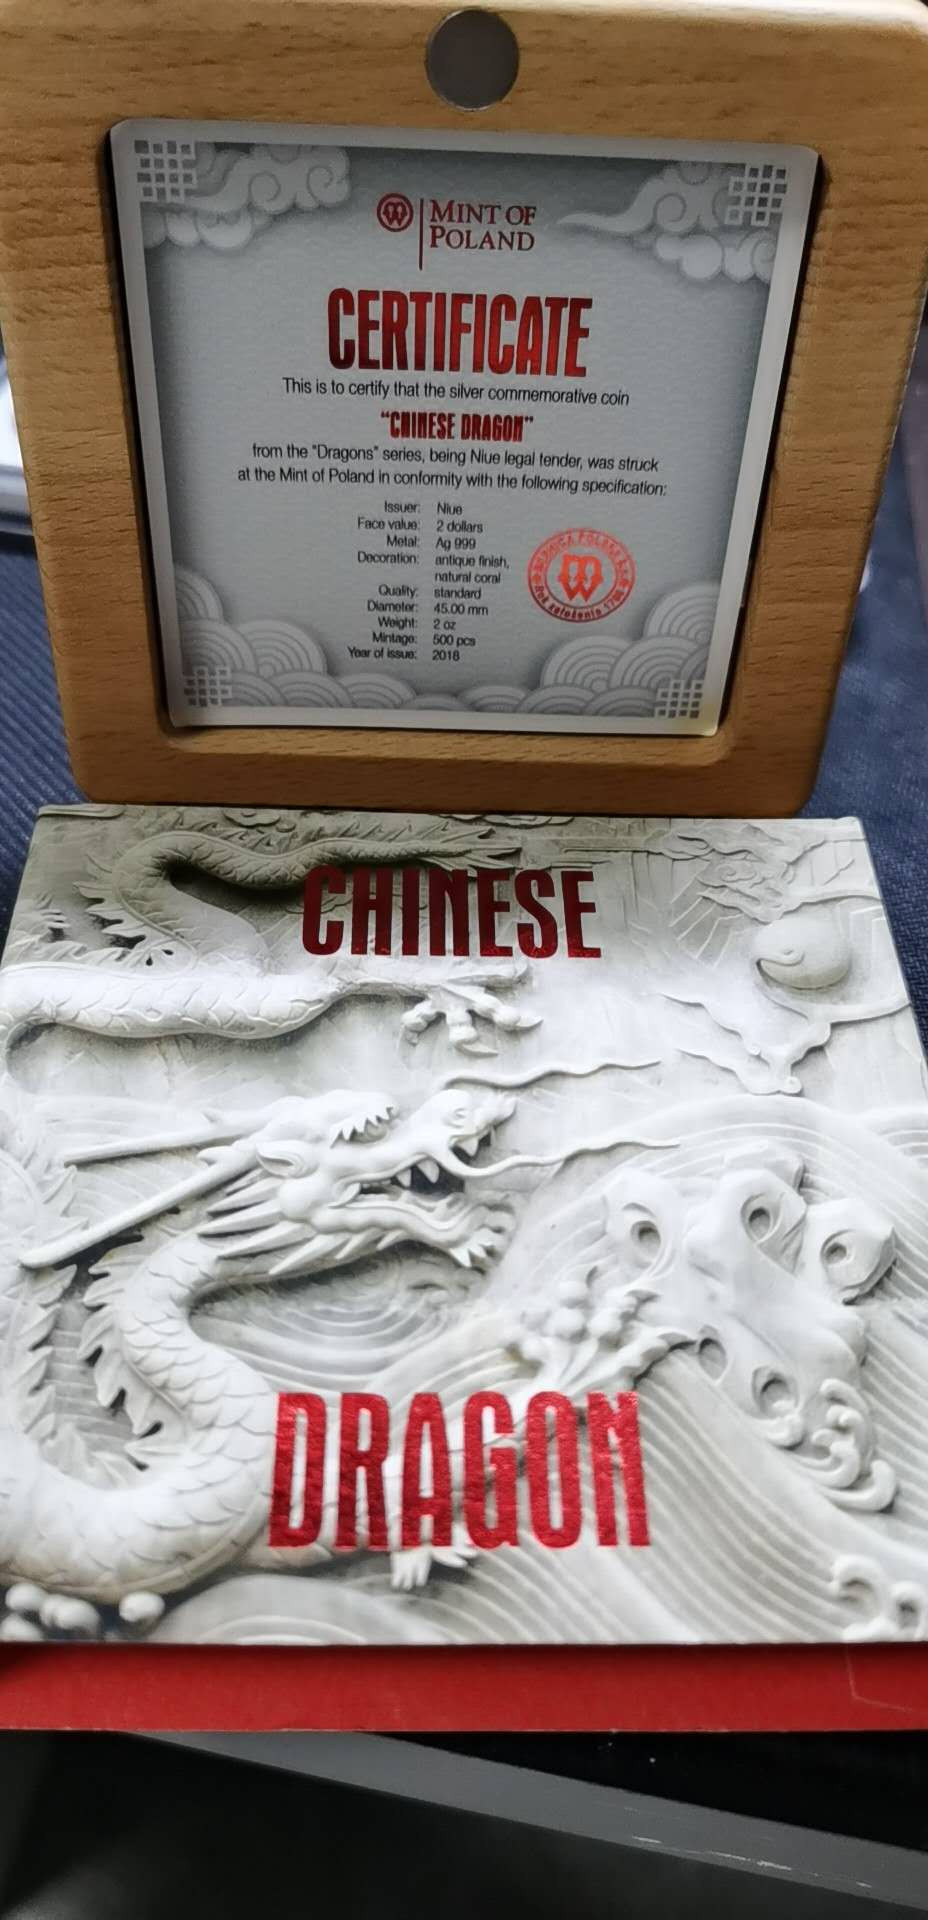 MINT OF
POLAND
CERTIFICATE
This is to certify that the silver commemorative coin
"CHINESE DRAGON"
from the "Dragons" series, being Niue legal tender, was struck
at the Mint of Poland in conformity with the following specification:
Issuer: Niue
Face value: 2 dollars
Metal: Ag 999
Decoration: antique finish,
natural coral
Quality: standard
Diameter: 45.00 mm
Weight: 2 oz
Mintage: 500 pcs
Year of issue: 2018
CHINESE
DRAGON